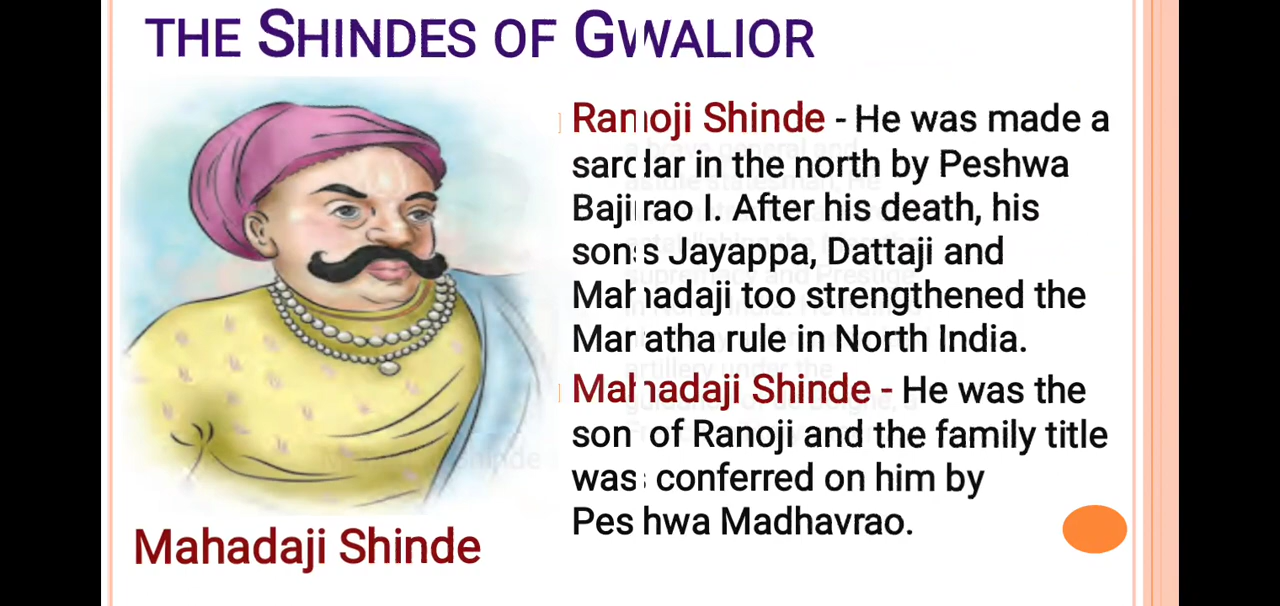 THE SHINDES OF GWALIOR
Ranoji Shinde - He was made a
sardar in the north by Peshwa
Bajirao I. After his death, his
sons Jayappa, Dattaji and
Mahadaji too strengthened the
Maratha rule in North India.
Mahadaji Shinde - He was the
son of Ranoji and the family title
was conferred on him by
Peshwa Madhavrao.
Mahadaji Shinde